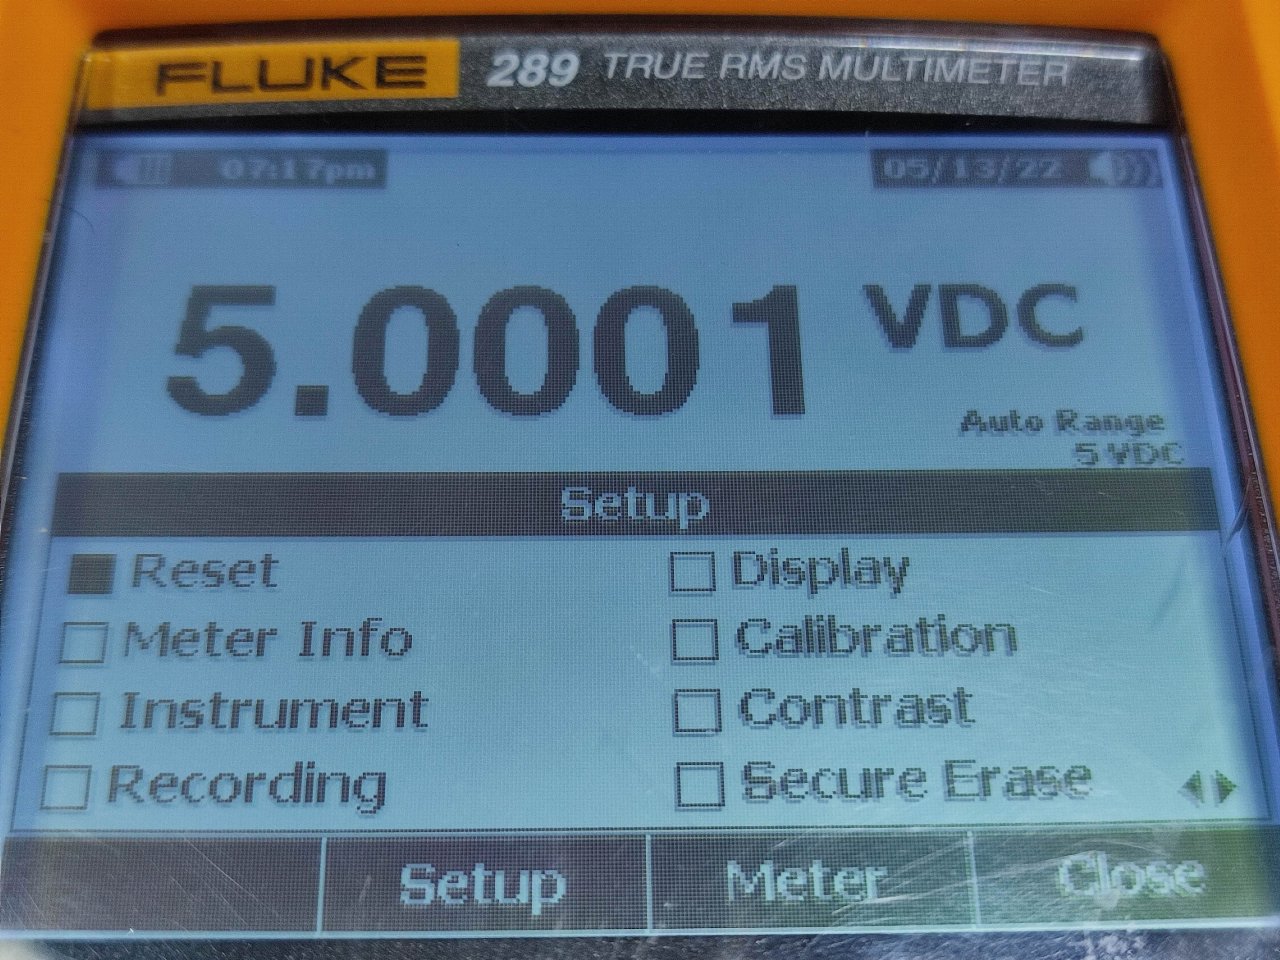 FLUKE 289 TRUE RMS MULTIMETER
07:17pm 05/13/22
5.0001 VDC
Auto Range
5 VDC
Setup
Reset Display
Meter Info Calibration
Instrument Contrast
Recording Secure Erase
Setup Meter Close